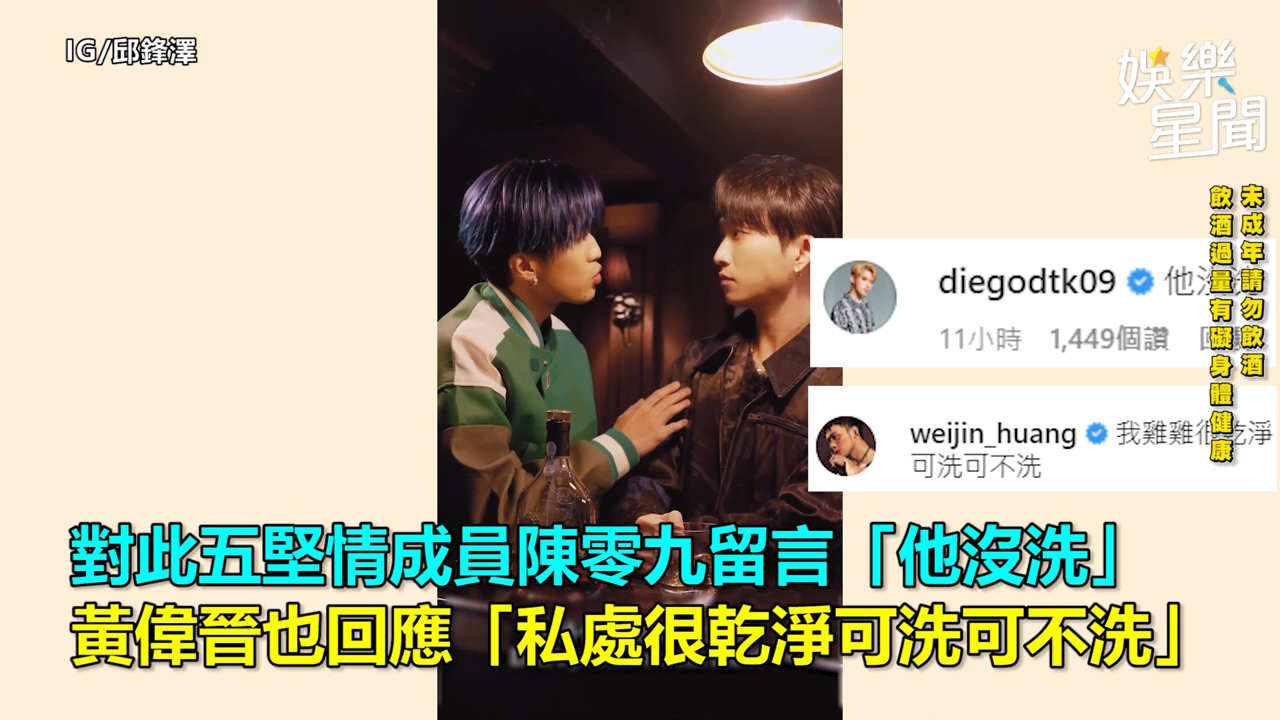 IG/邱鋒澤
娛樂
星聞
未成年請勿飲酒
飲酒過量有礙身體健康
diegodtk09 他沒洗
11小時 1,449個讚
weijin_huang 我雞雞很乾淨
可洗可不洗
對此五堅情成員陳零九留言「他沒洗」
黃偉晉也回應「私處很乾淨可洗可不洗」